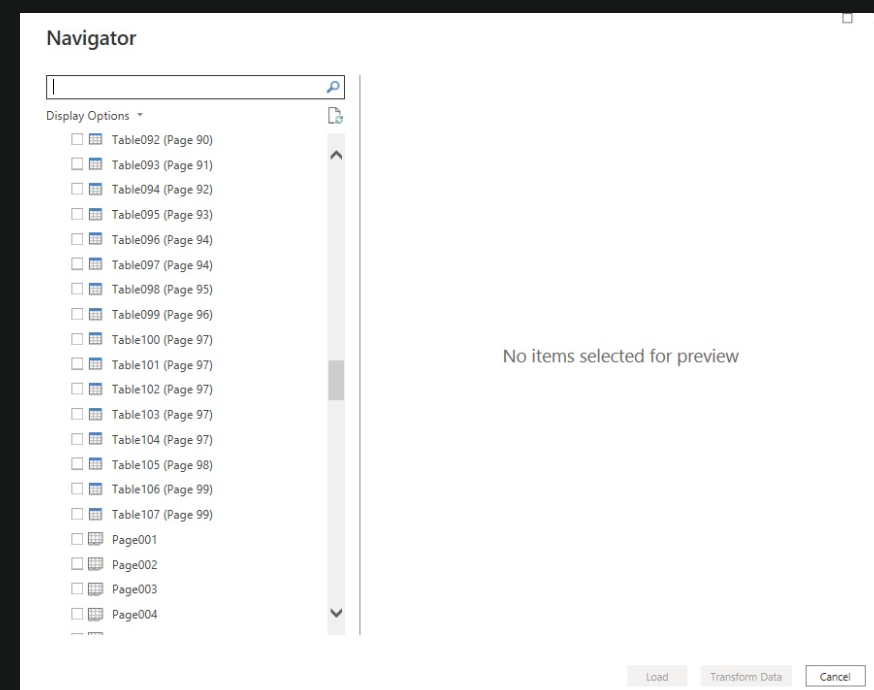 Navigator
Display Options
Table092 (Page 90)
Table093 (Page 91)
Table094 (Page 92)
Table095 (Page 93)
Table096 (Page 94)
Table097 (Page 94)
Table098 (Page 95)
Table099 (Page 96)
Table100 (Page 97)
Table101 (Page 97)
Table102 (Page 97)
Table103 (Page 97)
Table104 (Page 97)
Table105 (Page 98)
Table106 (Page 99)
Table107 (Page 99)
Page001
Page002
Page003
Page004
No items selected for preview
Load
Transform Data
Cancel